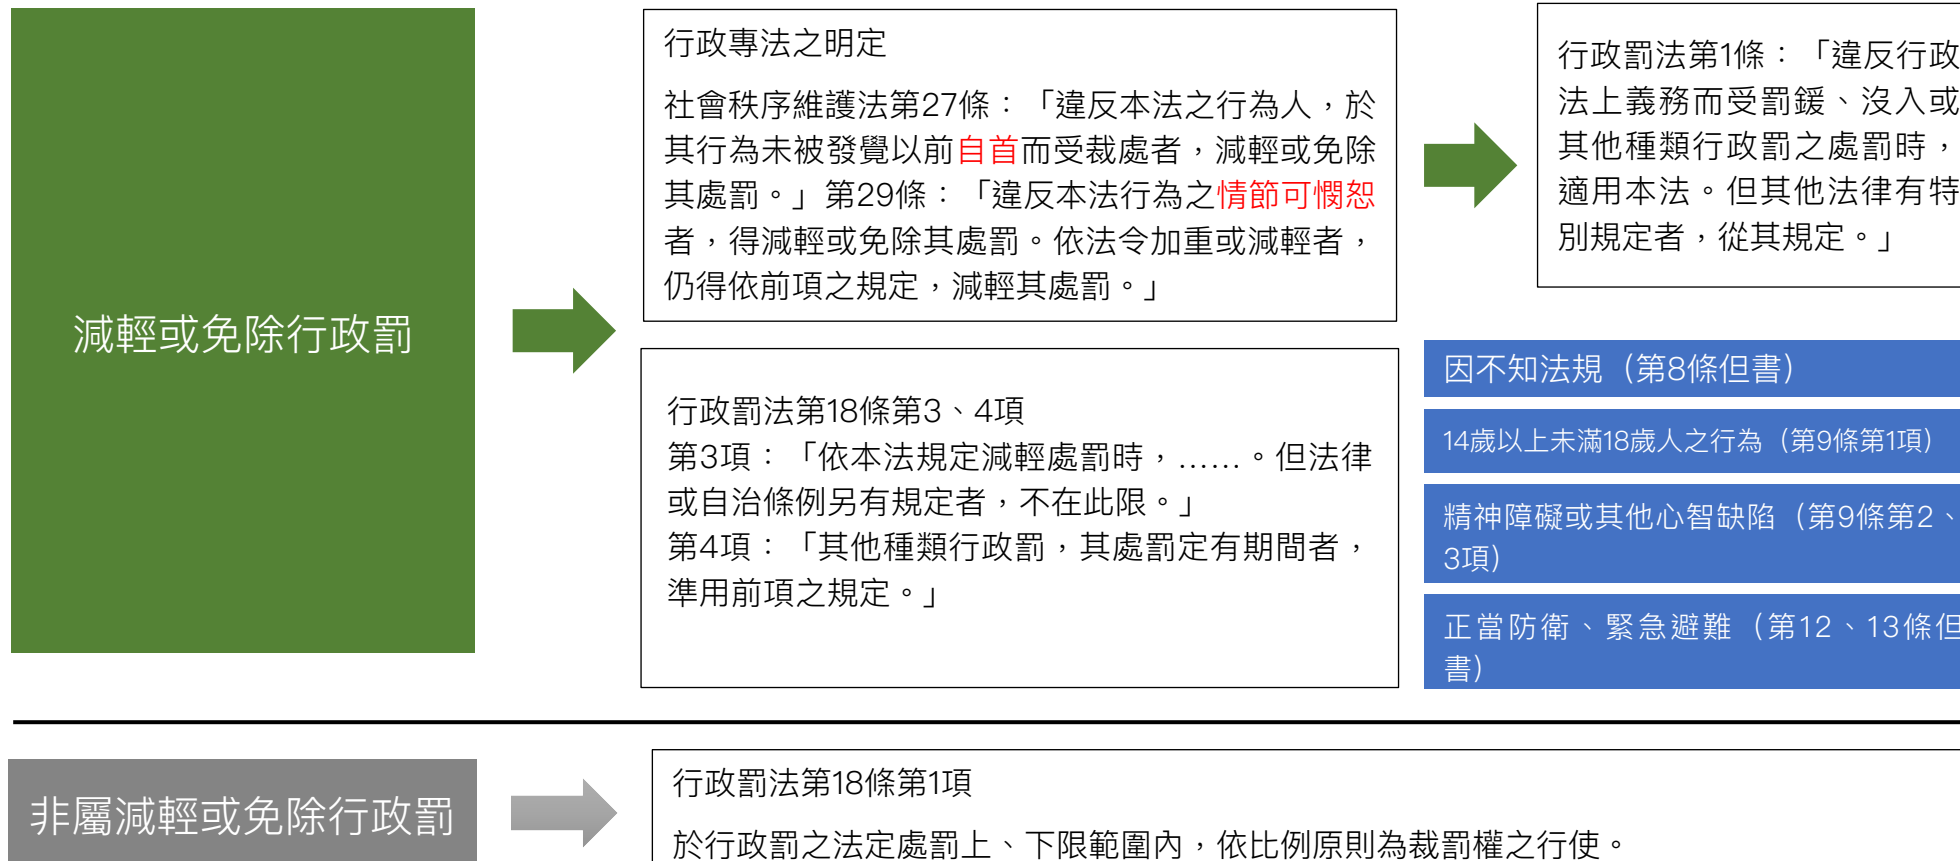 減輕或免除行政罰
行政專法之明定
社會秩序維護法第27條：「違反本法之行為人，於
其行為未被發覺以前自首而受裁處者，減輕或免除
其處罰。」第29條：「違反本法行為之情節可憫恕
者，得減輕或免除其處罰。依法令加重或減輕者，
仍得依前項之規定，減輕其處罰。」
行政罰法第1條：「違反行政
法上義務而受罰鍰、沒入或
其他種類行政罰之處罰時，
適用本法。但其他法律有特
別規定者，從其規定。」
行政罰法第18條第3、4項
第3項：「依本法規定減輕處罰時，……。但法律
或自治條例另有規定者，不在此限。」
第4項：「其他種類行政罰，其處罰定有期間者，
準用前項之規定。」
因不知法規（第8條但書）
14歲以上未滿18歲人之行為（第9條第1項）
精神障礙或其他心智缺陷（第9條第2、
3項）
正當防衛、緊急避難（第12、13條但
書）
非屬減輕或免除行政罰
行政罰法第18條第1項
於行政罰之法定處罰上、下限範圍內，依比例原則為裁罰權之行使。